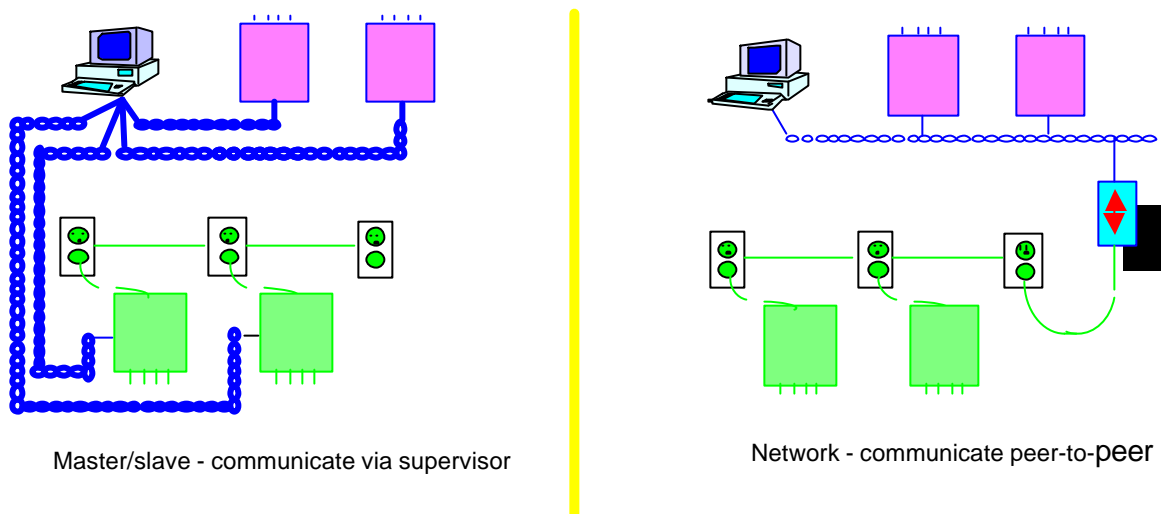 Master/slave - communicate via supervisor
Network - communicate peer-to-peer